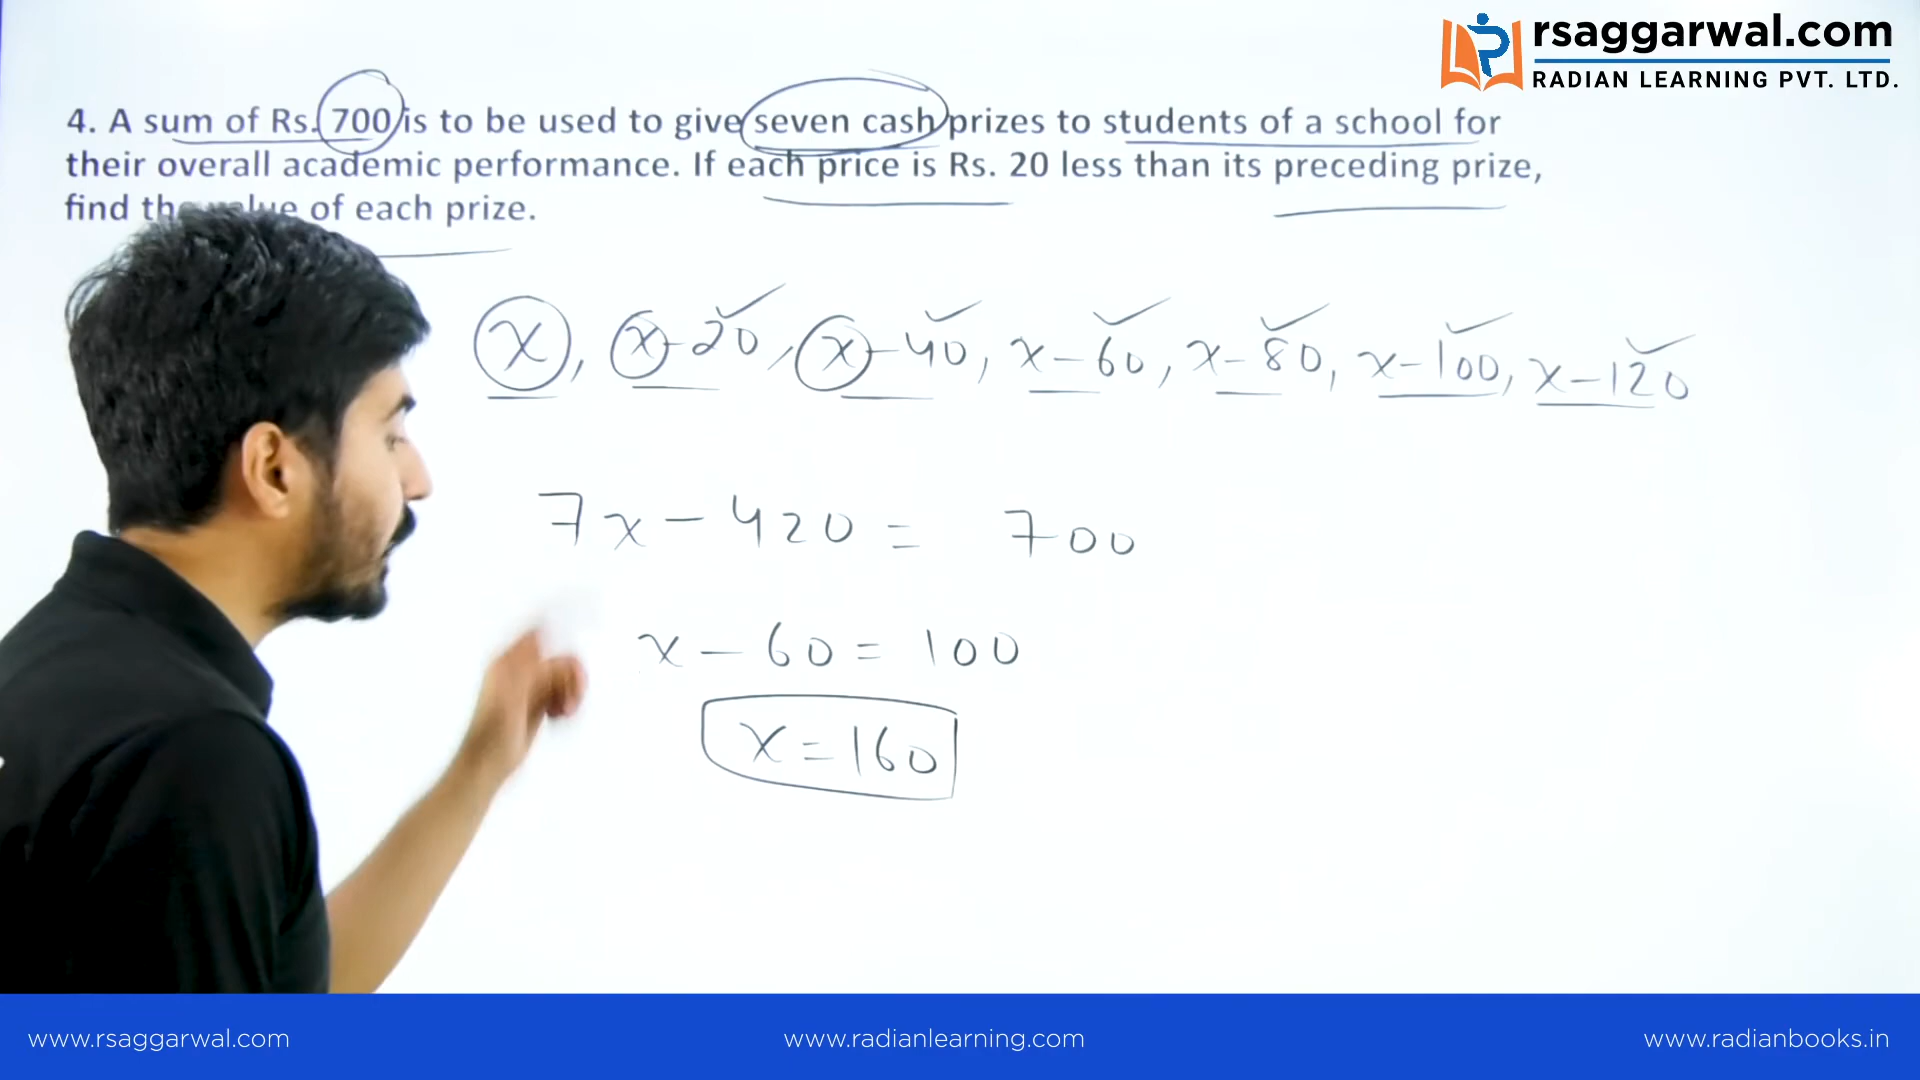 rsaggarwal.com
RADIAN LEARNING PVT. LTD.
4. A sum of Rs. 700 is to be used to give seven cash prizes to students of a school for
their overall academic performance. If each price is Rs. 20 less than its preceding prize,
find the value of each prize.
x, x-20, x-40, x-60, x-80, x-100, x-120
7x - 420 = 700
x - 60 = 100
x = 160
www.rsaggarwal.com
www.radianlearning.com
www.radianbooks.in